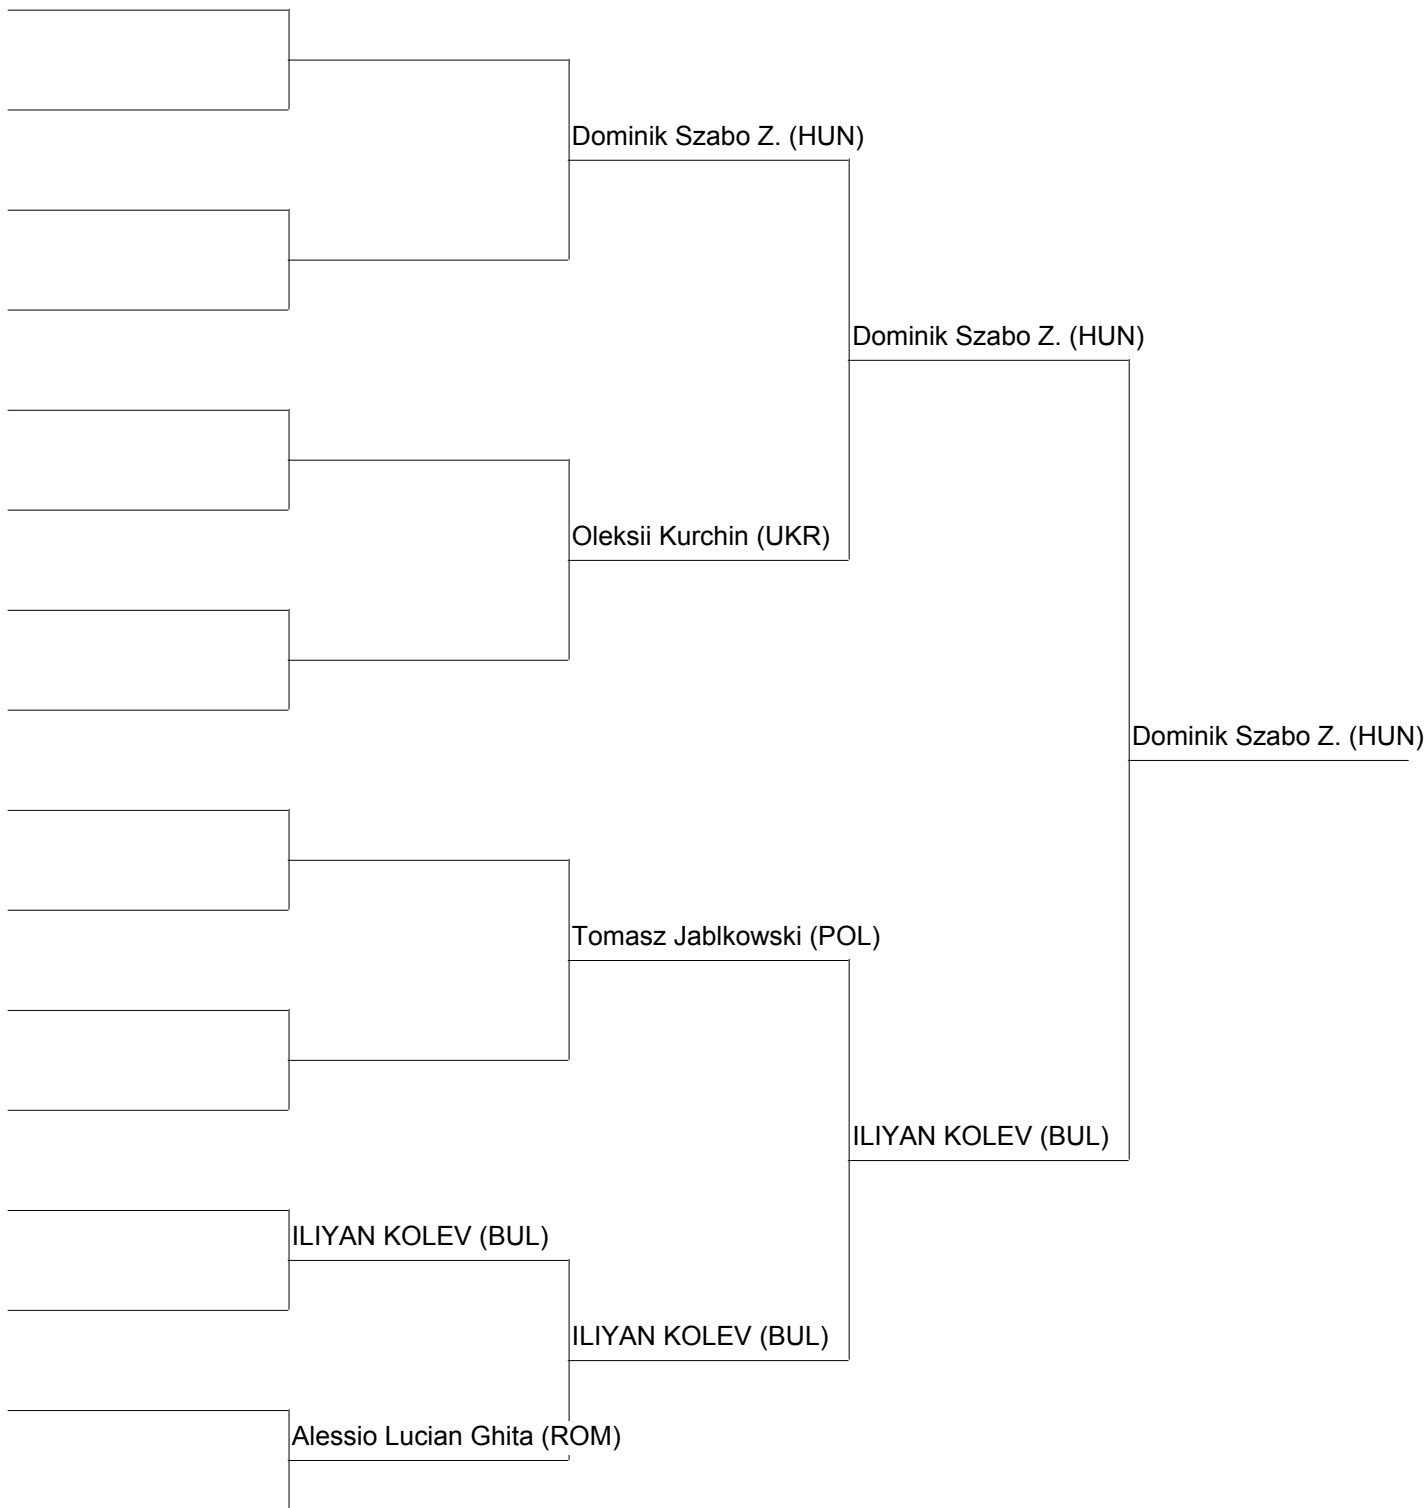 Dominik Szabo Z. (HUN)
Dominik Szabo Z. (HUN)
Oleksii Kurchin (UKR)
Dominik Szabo Z. (HUN)
Tomasz Jablkowski (POL)
ILIYAN KOLEV (BUL)
ILIYAN KOLEV (BUL)
ILIYAN KOLEV (BUL)
Alessio Lucian Ghita (ROM)